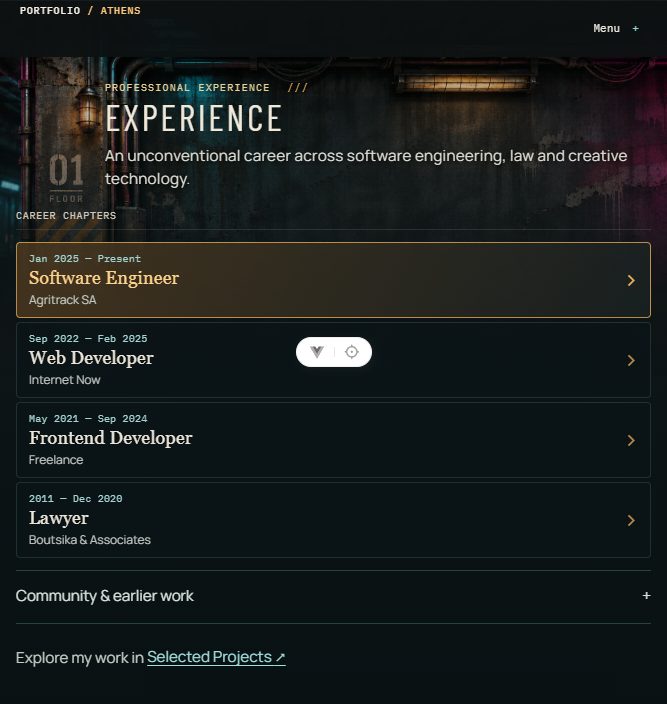 PORTFOLIO / ATHENS
Menu +
PROFESSIONAL EXPERIENCE ///
EXPERIENCE
An unconventional career across software engineering, law and creative
technology.
01
FLOOR
CAREER CHAPTERS
Jan 2025 — Present
Software Engineer
Agritrack SA
Sep 2022 — Feb 2025
Web Developer
Internet Now
May 2021 — Sep 2024
Frontend Developer
Freelance
2011 — Dec 2020
Lawyer
Boutsika & Associates
Community & earlier work +
Explore my work in Selected Projects ↗